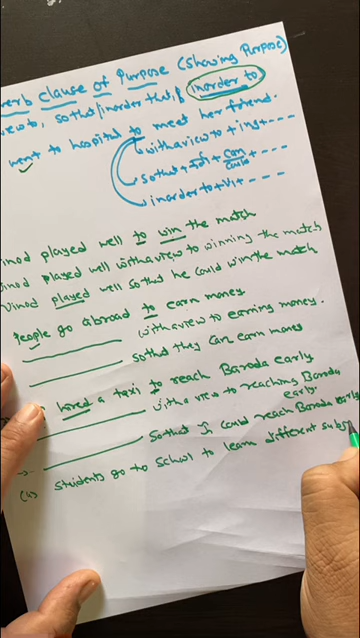 erb Clause of Purpose (Showing Purpose)
so that/inorder that, inorder to
went to hospital to meet her friend.
with a view to + ing + ---
so that + + can/could + ---
in order to + V1 + ---
inod played well to win the match
inod played well with a view to winning the match
Vinod played well so that he could win the match
People go abroad to earn money
with a view to earning money.
so that they can earn money
hired a taxi to reach Baroda early
with a view to reaching Baroda early.
so that I could reach Baroda early
students go to school to learn different subj